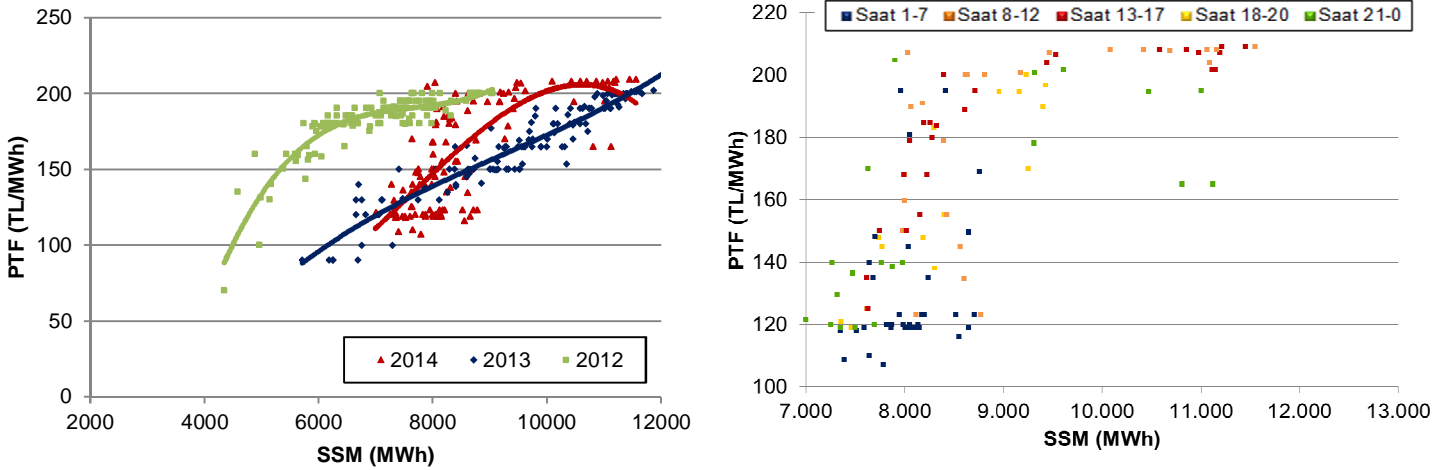 250
200
150
100
50
0
PTF (TL/MWh)
2014 2013 2012
2000 4000 6000 8000 10000 12000
SSM (MWh)
Saat 1-7 Saat 8-12 Saat 13-17 Saat 18-20 Saat 21-0
220
200
180
160
140
120
100
PTF (TL/MWh)
7.000 8.000 9.000 10.000 11.000 12.000 13.000
SSM (MWh)